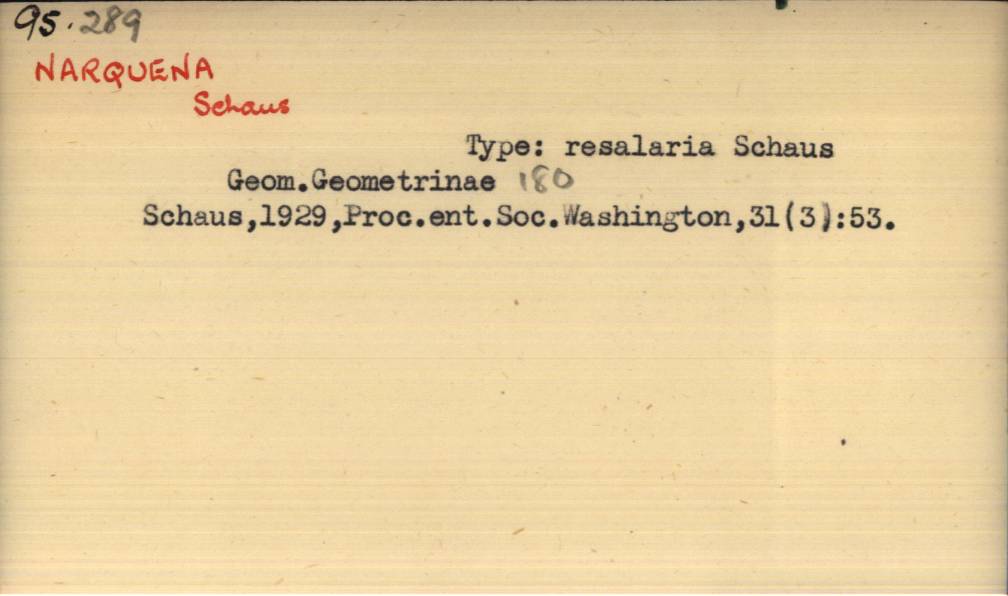 95.289
NARQUENA
Schaus
Type: resalaria Schaus
Geom.Geometrinae 180
Schaus,1929,Proc.ent.Soc.Washington,31(3):53.